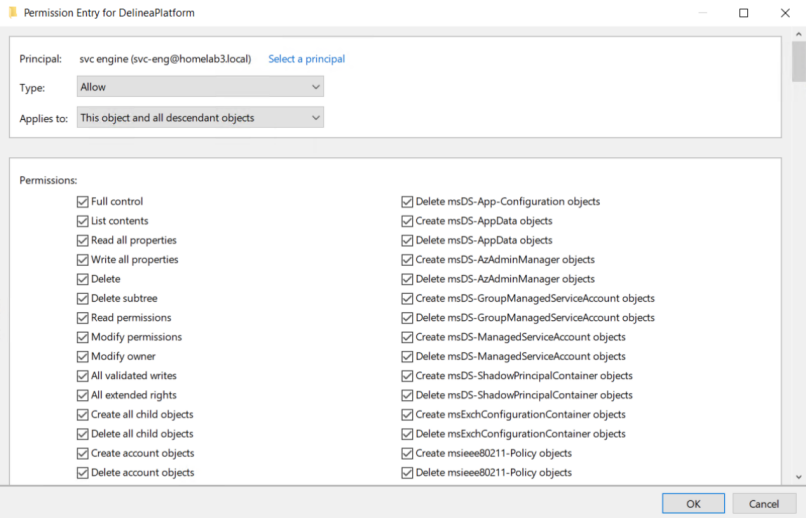 Permission Entry for DelineaPlatform
Principal: svc engine (svc-eng@homelab3.local) Select a principal
Type: Allow
Applies to: This object and all descendant objects
Permissions:
Full control
List contents
Read all properties
Write all properties
Delete
Delete subtree
Read permissions
Modify permissions
Modify owner
All validated writes
All extended rights
Create all child objects
Delete all child objects
Create account objects
Delete account objects
Delete msDS-App-Configuration objects
Create msDS-AppData objects
Delete msDS-AppData objects
Create msDS-AzAdminManager objects
Delete msDS-AzAdminManager objects
Create msDS-GroupManagedServiceAccount objects
Delete msDS-GroupManagedServiceAccount objects
Create msDS-ManagedServiceAccount objects
Delete msDS-ManagedServiceAccount objects
Create msDS-ShadowPrincipalContainer objects
Delete msDS-ShadowPrincipalContainer objects
Create msExchConfigurationContainer objects
Delete msExchConfigurationContainer objects
Create msieee80211-Policy objects
Delete msieee80211-Policy objects
OK Cancel